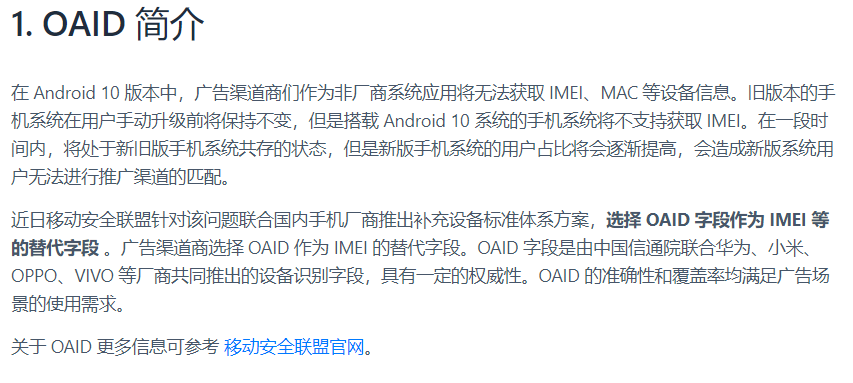 1. OAID 简介
在 Android 10 版本中，广告渠道商们作为非厂商系统应用将无法获取 IMEI、MAC 等设备信息。旧版本的手
机系统在用户手动升级前将保持不变，但是搭载 Android 10 系统的手机系统将不支持获取 IMEI。在一段时
间内，将处于新旧版手机系统共存的状态，但是新版手机系统的用户占比将会逐渐提高，会造成新版系统用
户无法进行推广渠道的匹配。
近日移动安全联盟针对该问题联合国内手机厂商推出补充设备标准体系方案，选择 OAID 字段作为 IMEI 等
的替代字段 。广告渠道商选择 OAID 作为 IMEI 的替代字段。OAID 字段是由中国信通院联合华为、小米、
OPPO、VIVO 等厂商共同推出的设备识别字段，具有一定的权威性。OAID 的准确性和覆盖率均满足广告场
景的使用需求。
关于 OAID 更多信息可参考 移动安全联盟官网。